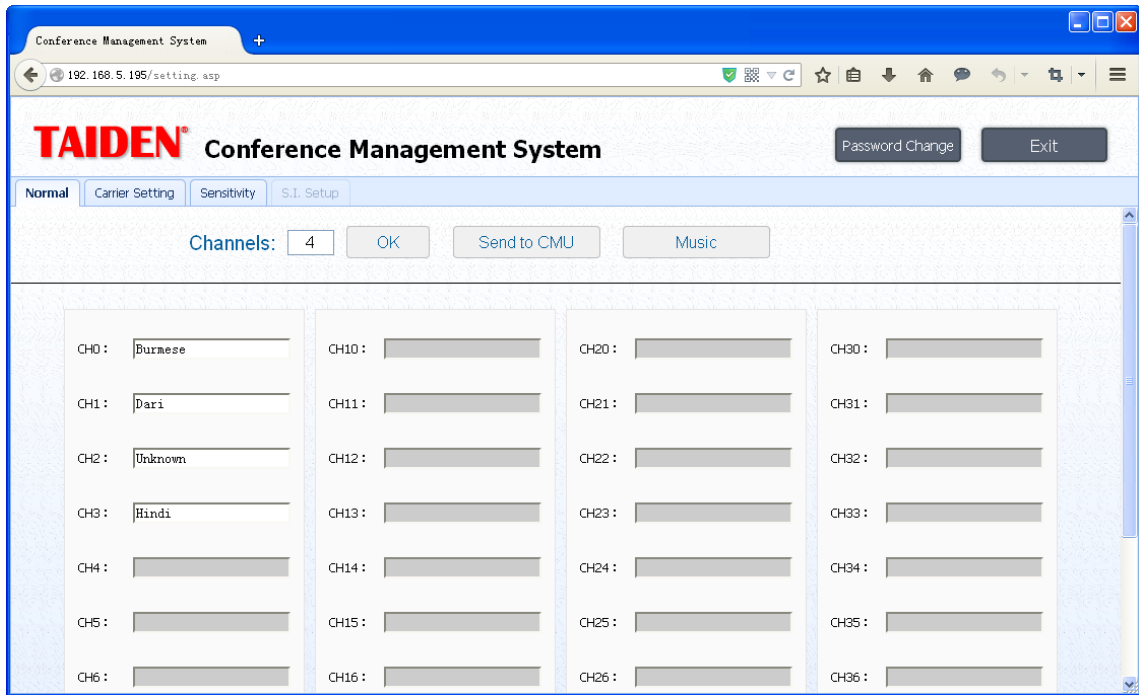 Conference Management System +
192.168.5.195/setting.asp
TAIDEN® Conference Management System
Password Change
Exit
Normal
Carrier Setting
Sensitivity
S.I. Setup
Channels: 4 OK Send to CMU Music
CH0: Burmese CH10: CH20: CH30:
CH1: Dari CH11: CH21: CH31:
CH2: Unknown CH12: CH22: CH32:
CH3: Hindi CH13: CH23: CH33:
CH4: CH14: CH24: CH34:
CH5: CH15: CH25: CH35:
CH6: CH16: CH26: CH36: